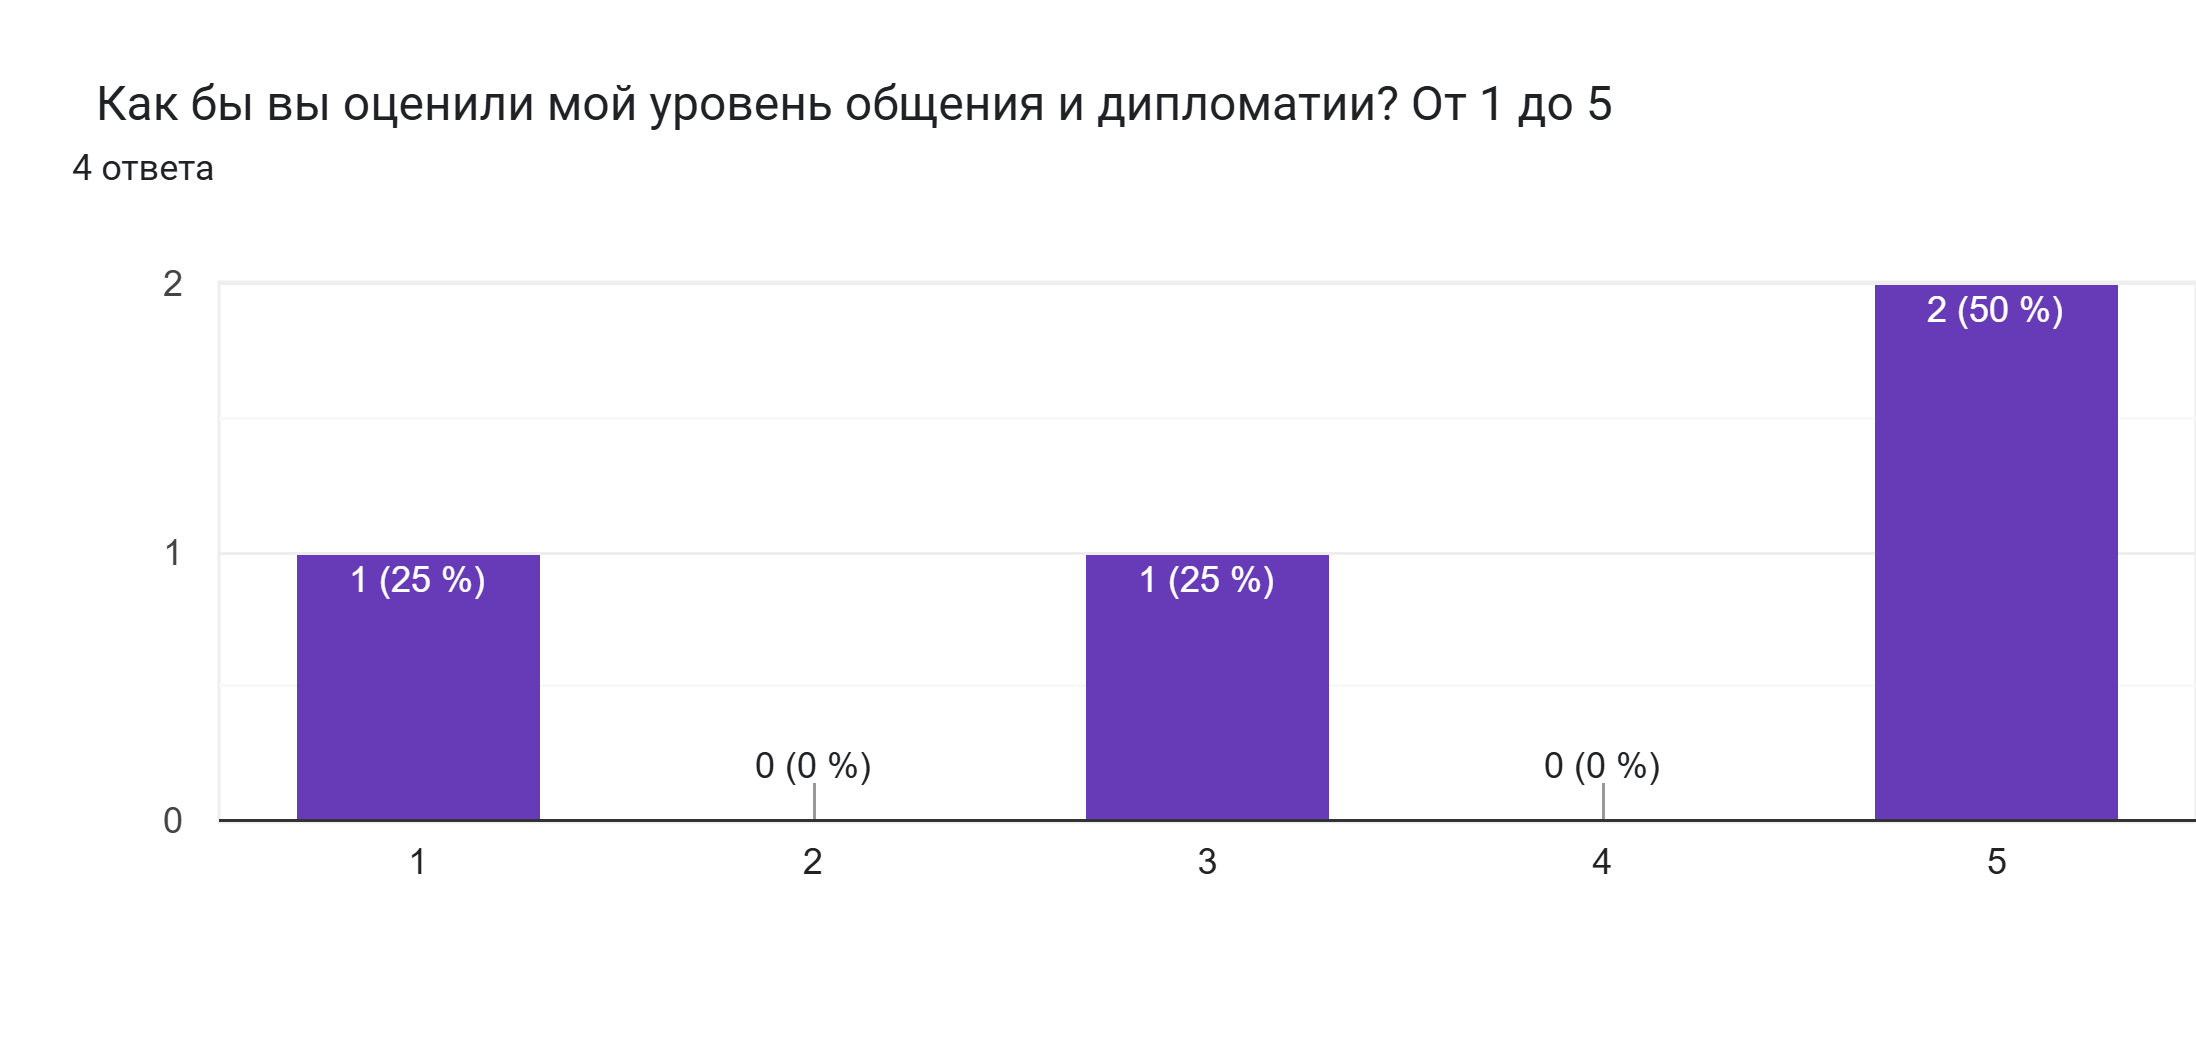 Как бы вы оценили мой уровень общения и дипломатии? От 1 до 5
4 ответа
2
2 (50 %)
1
1 (25 %)
1 (25 %)
0 (0 %)
0 (0 %)
0
1
2
3
4
5